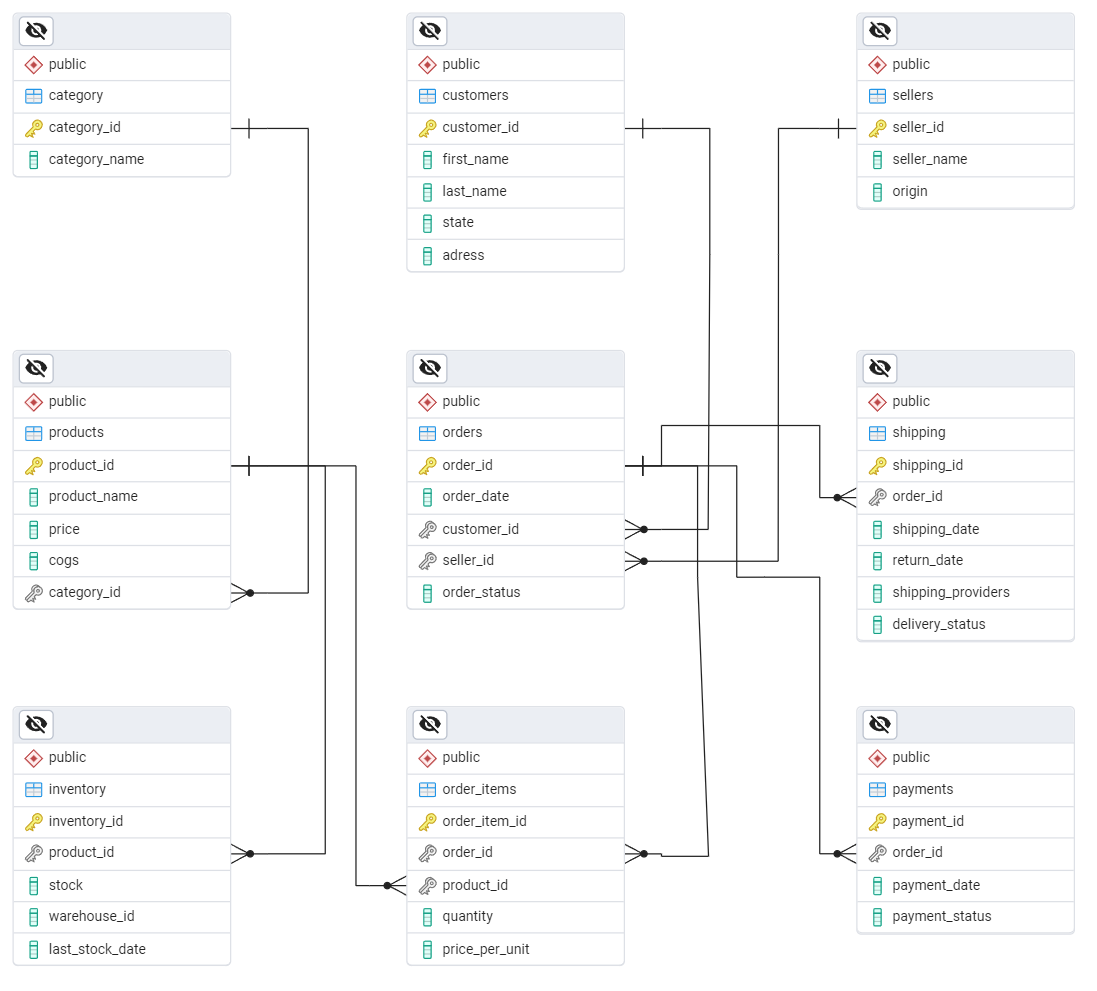 public
category
category_id
category_name
public
customers
customer_id
first_name
last_name
state
adress
public
sellers
seller_id
seller_name
origin
public
products
product_id
product_name
price
cogs
category_id
public
orders
order_id
order_date
customer_id
seller_id
order_status
public
shipping
shipping_id
order_id
shipping_date
return_date
shipping_providers
delivery_status
public
inventory
inventory_id
product_id
stock
warehouse_id
last_stock_date
public
order_items
order_item_id
order_id
product_id
quantity
price_per_unit
public
payments
payment_id
order_id
payment_date
payment_status